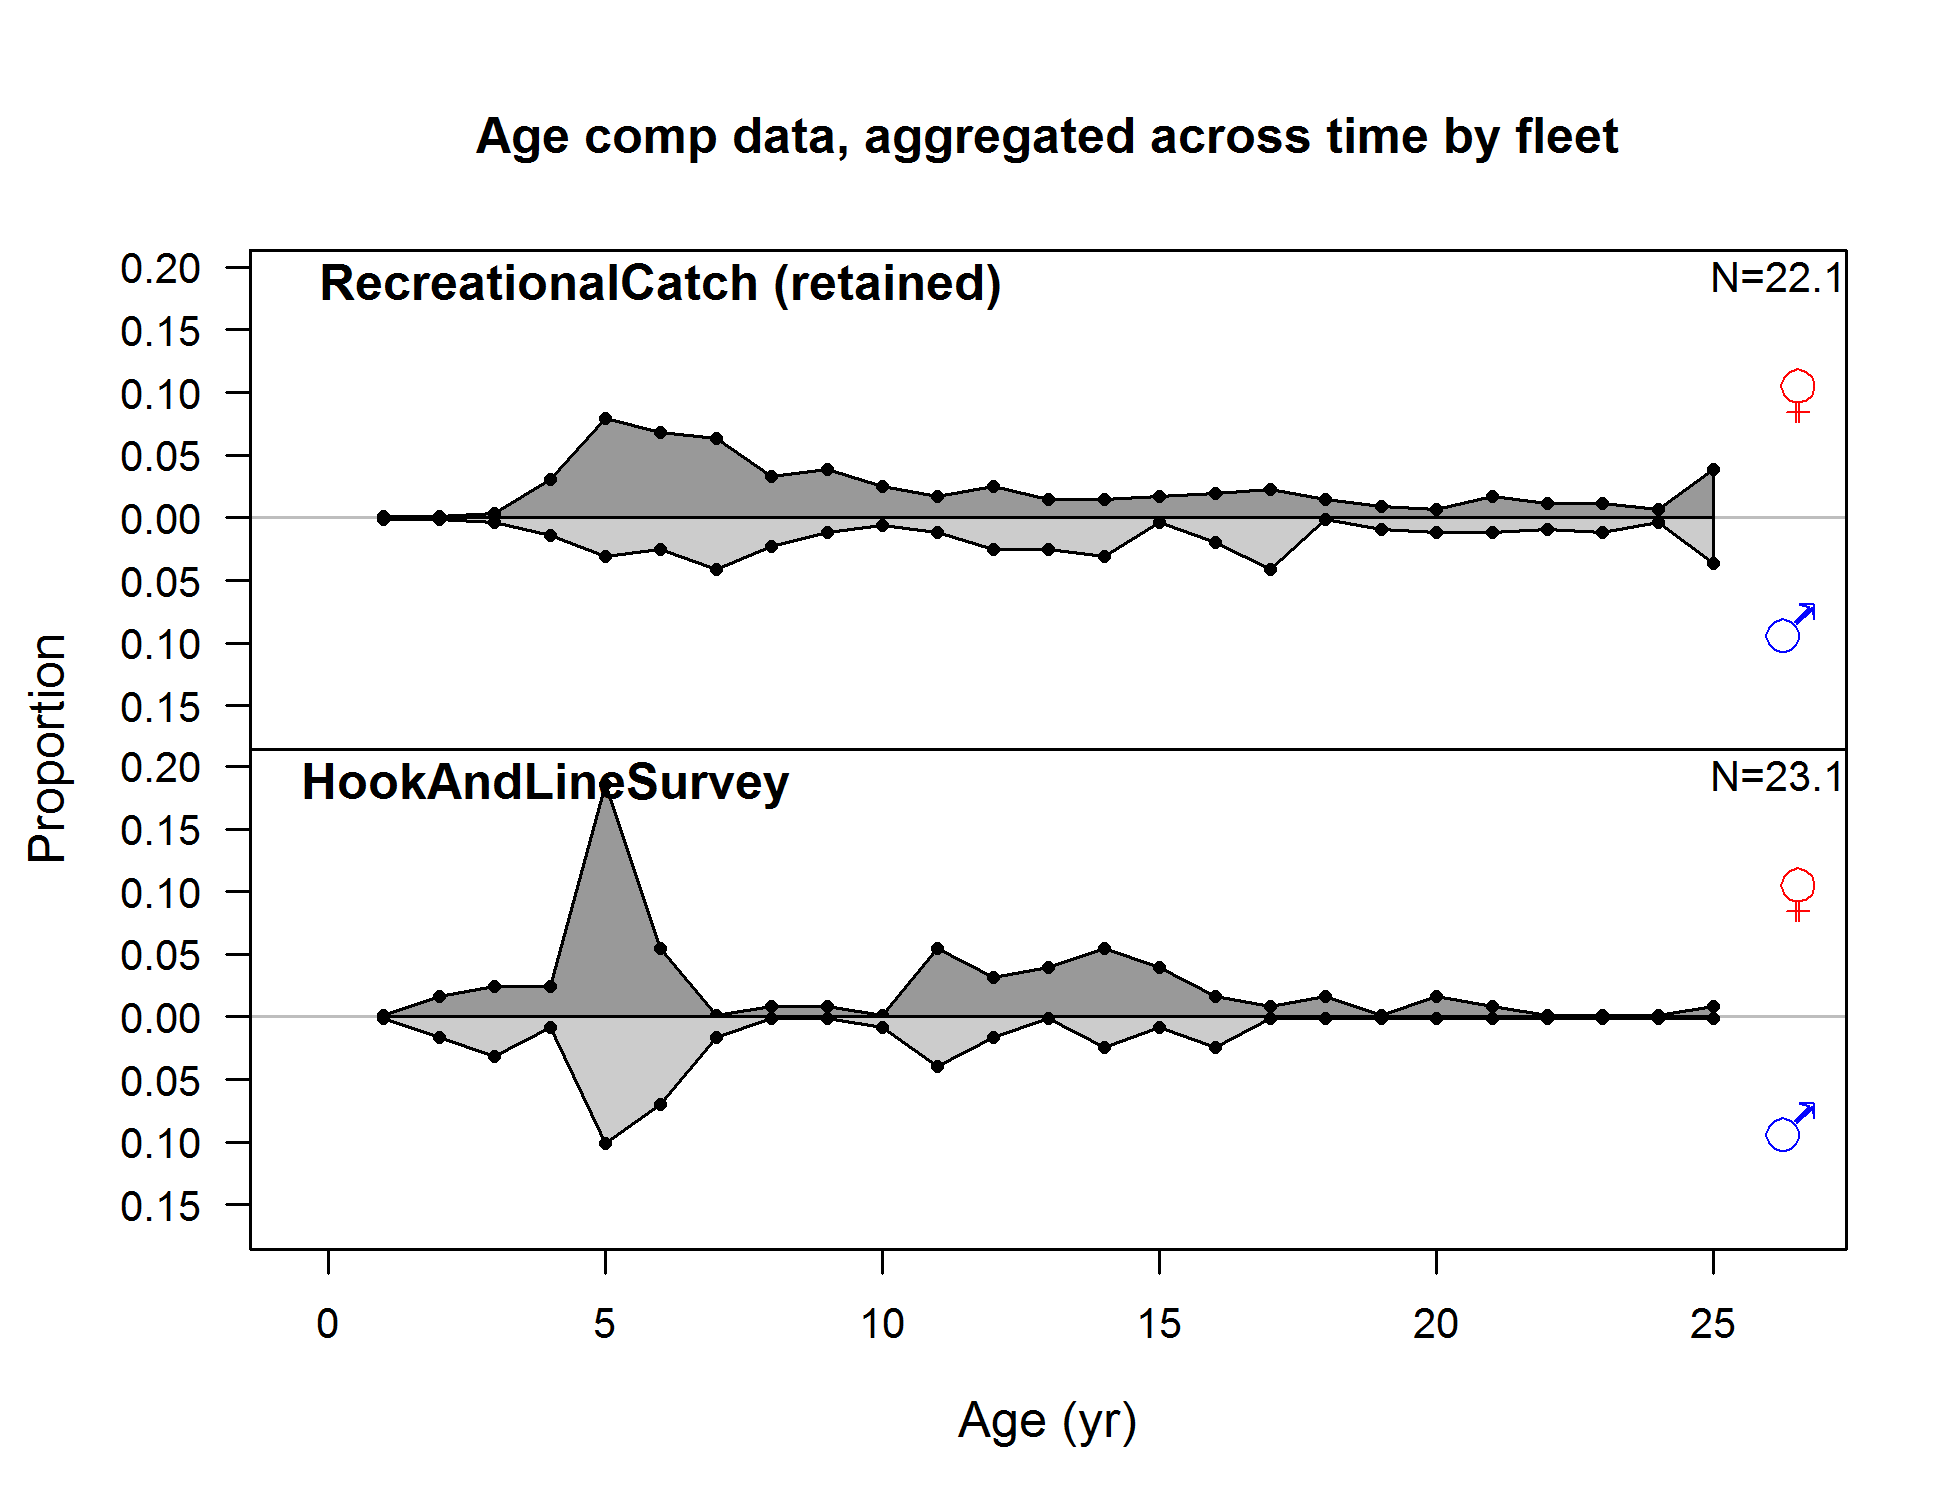 Age comp data, aggregated across time by fleet
RecreationalCatch (retained)
N=22.1
0.20
0.15
0.10
0.05
0.00
0.05
0.10
0.15
♀
♂
HookAndLineSurvey
N=23.1
0.20
0.15
0.10
0.05
0.00
0.05
0.10
0.15
♀
♂
Proportion
0 5 10 15 20 25
Age (yr)